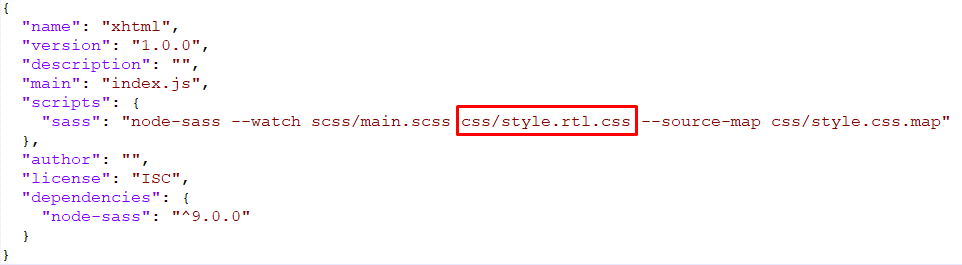 {
  "name": "xhtml",
  "version": "1.0.0",
  "description": "",
  "main": "index.js",
  "scripts": {
    "sass": "node-sass --watch scss/main.scss css/style.rtl.css --source-map css/style.css.map"
  },
  "author": "",
  "license": "ISC",
  "dependencies": {
    "node-sass": "^9.0.0"
  }
}